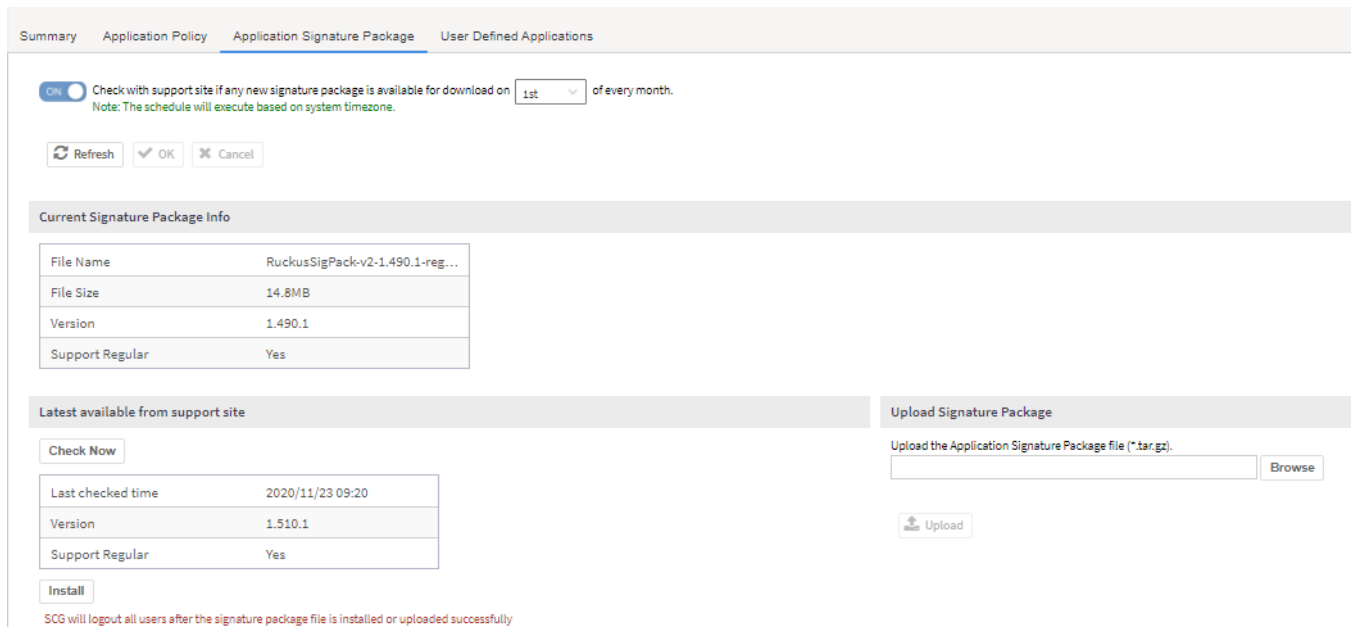 Summary Application Policy Application Signature Package User Defined Applications
ON Check with support site if any new signature package is available for download on 1st of every month.
Note: The schedule will execute based on system timezone.
Refresh OK Cancel
Current Signature Package Info
File Name RuckusSigPack-v2-1.490.1-reg...
File Size 14.8MB
Version 1.490.1
Support Regular Yes
Latest available from support site
Check Now
Last checked time 2020/11/23 09:20
Version 1.510.1
Support Regular Yes
Install
SCG will logout all users after the signature package file is installed or uploaded successfully
Upload Signature Package
Upload the Application Signature Package file (*.tar.gz).
Browse
Upload